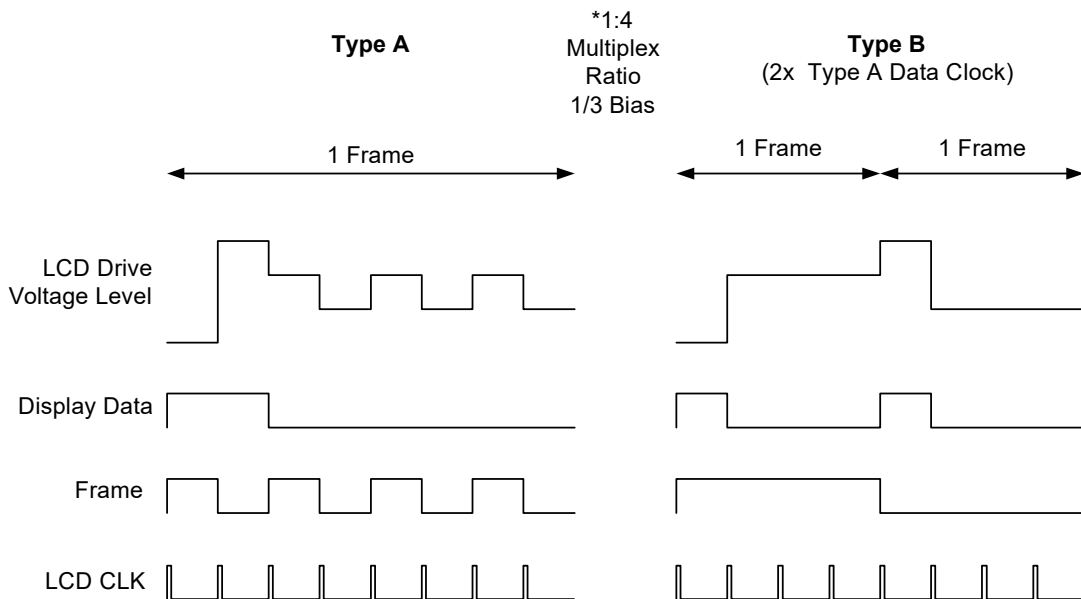 Type A
*1:4
Multiplex
Ratio
1/3 Bias
Type B
(2x Type A Data Clock)
1 Frame
1 Frame
1 Frame
LCD Drive
Voltage Level
Display Data
Frame
LCD CLK